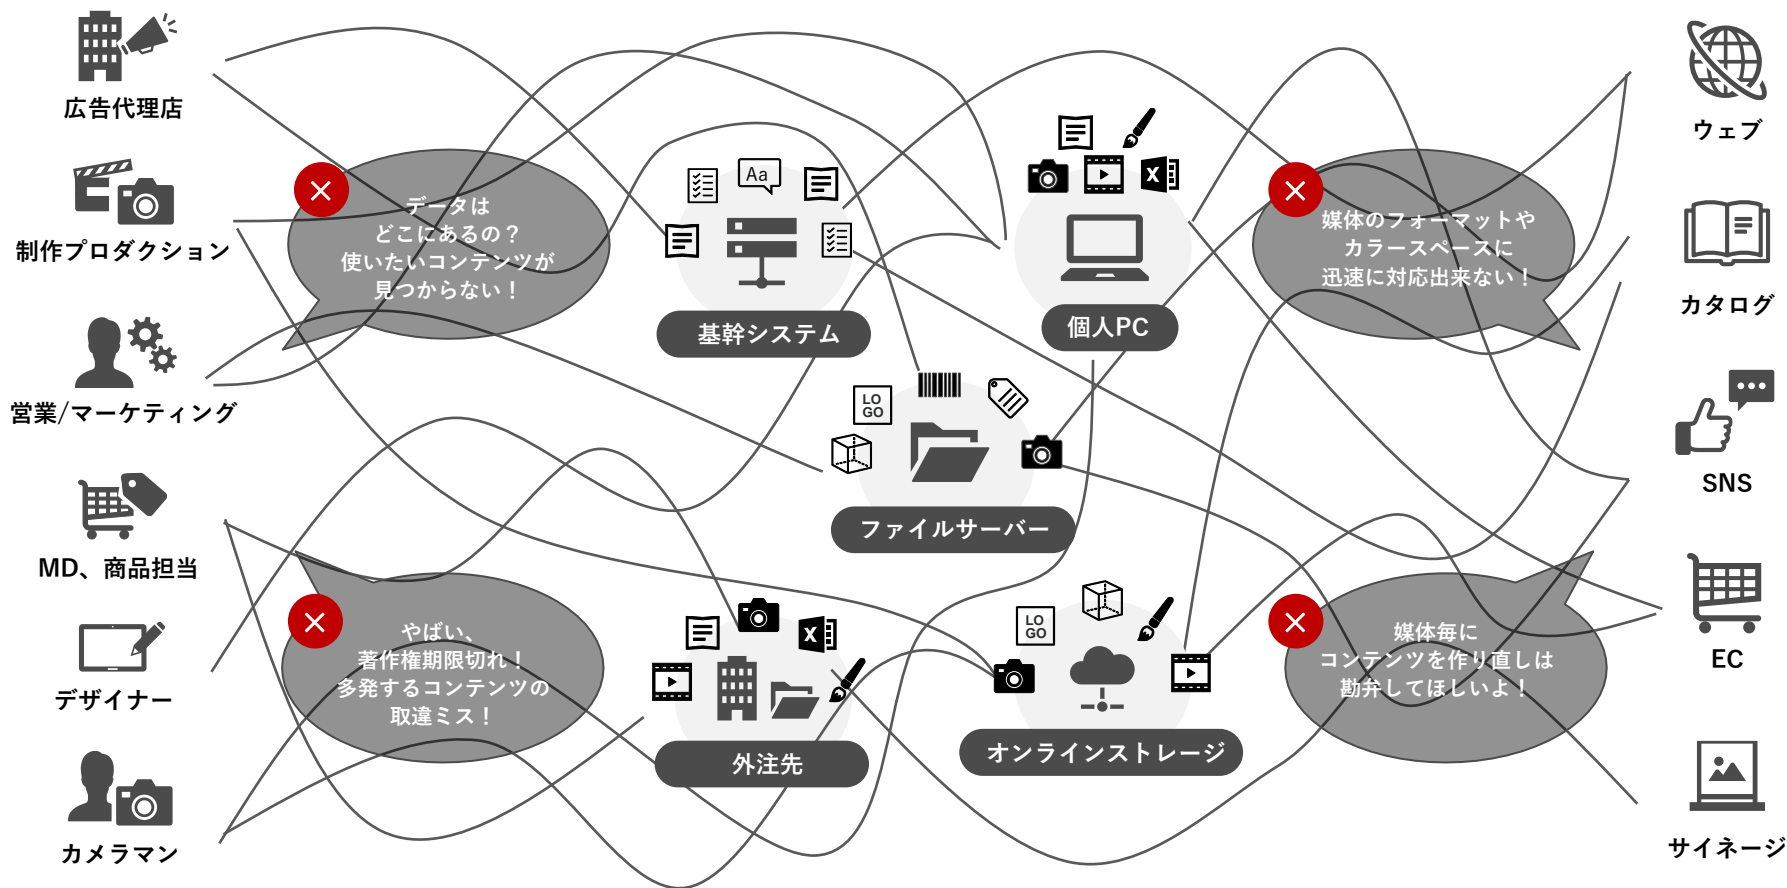 広告代理店
制作プロダクション
営業/マーケティング
MD、商品担当
デザイナー
カメラマン
データは
どこにあるの？
使いたいコンテンツが
見つからない！
やばい、
著作権期限切れ！
多発するコンテンツの
取違ミス！
Aa
基幹システム
X
個人PC
LO
GO
ファイルサーバー
X
外注先
LO
GO
オンラインストレージ
媒体のフォーマットや
カラースペースに
迅速に対応出来ない！
媒体毎に
コンテンツを作り直しは
勘弁してほしいよ！
ウェブ
カタログ
SNS
EC
サイネージ